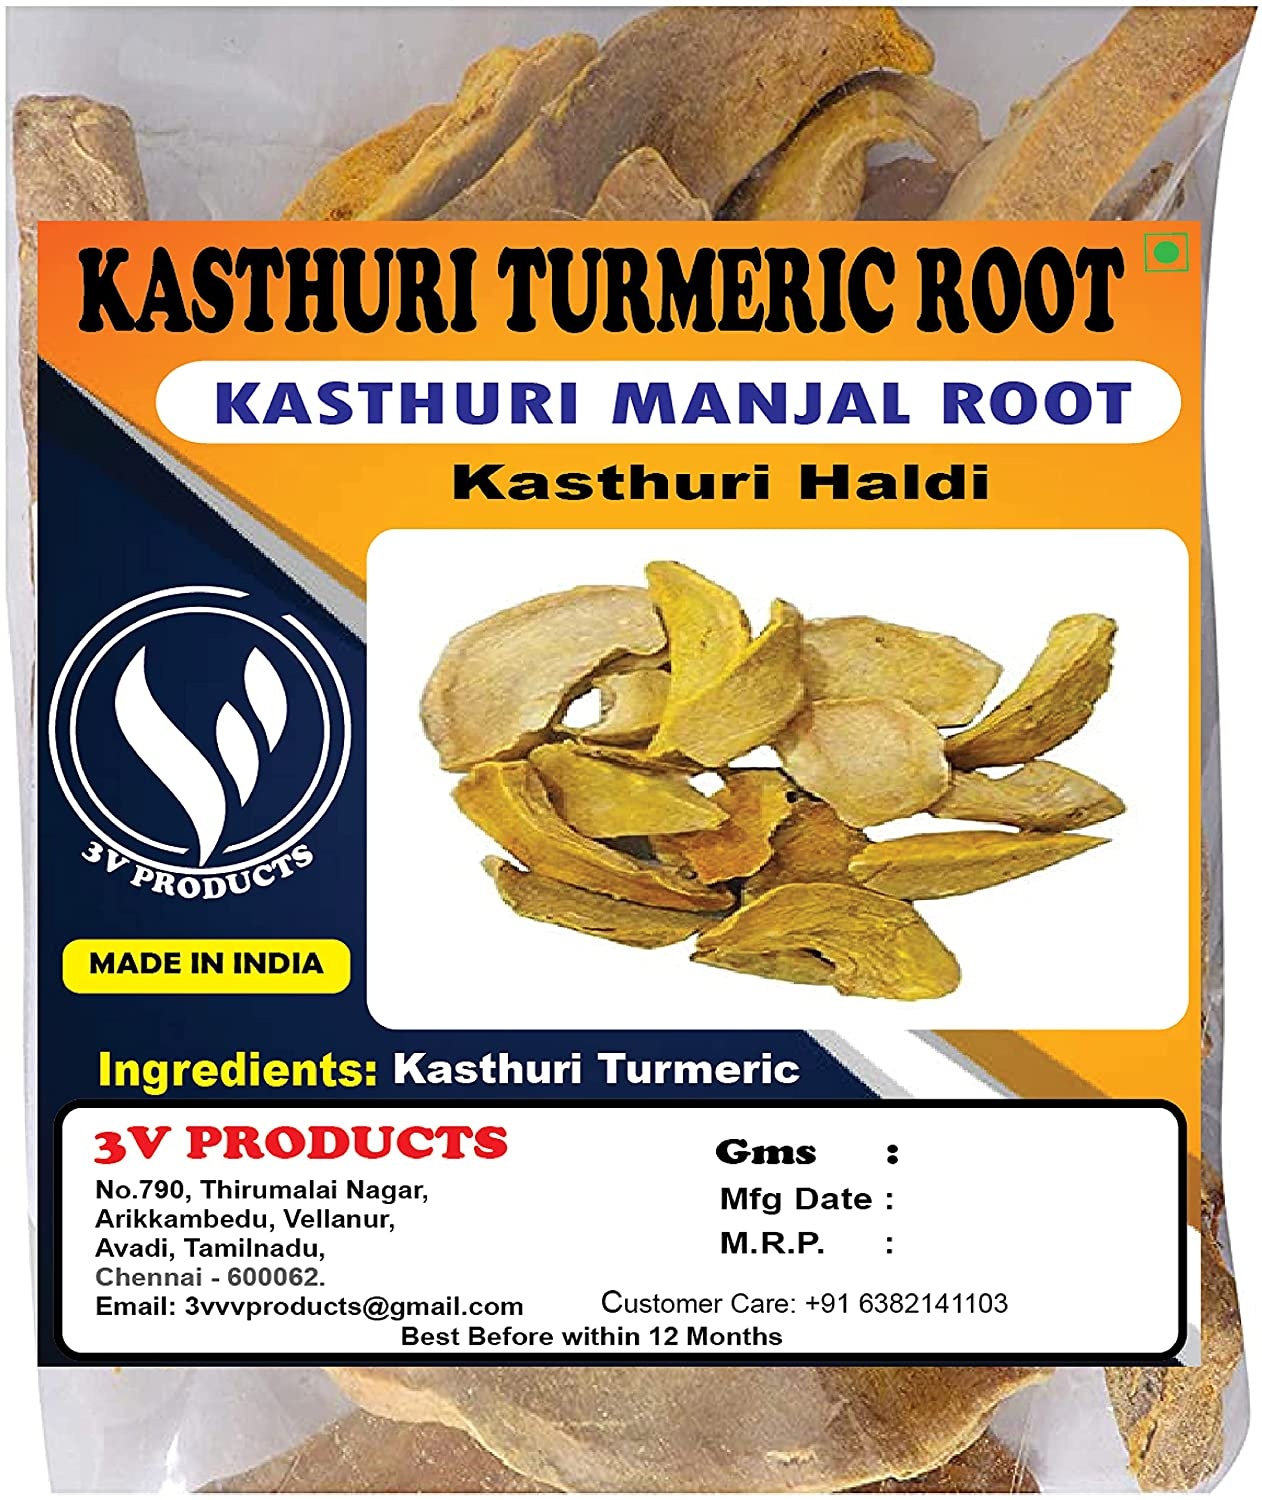 KASTHURI TURMERIC ROOT
KASTHURI MANJAL ROOT
Kasthuri Haldi
3V PRODUCTS
MADE IN INDIA
Ingredients: Kasthuri Turmeric
3V PRODUCTS
No.790, Thirumalai Nagar,
Arikkambedu, Vellanur,
Avadi, Tamilnadu,
Chennai - 600062.
Email: 3vvvproducts@gmail.com
Gms :
Mfg Date :
M.R.P. :
Customer Care: +91 6382141103
Best Before within 12 Months